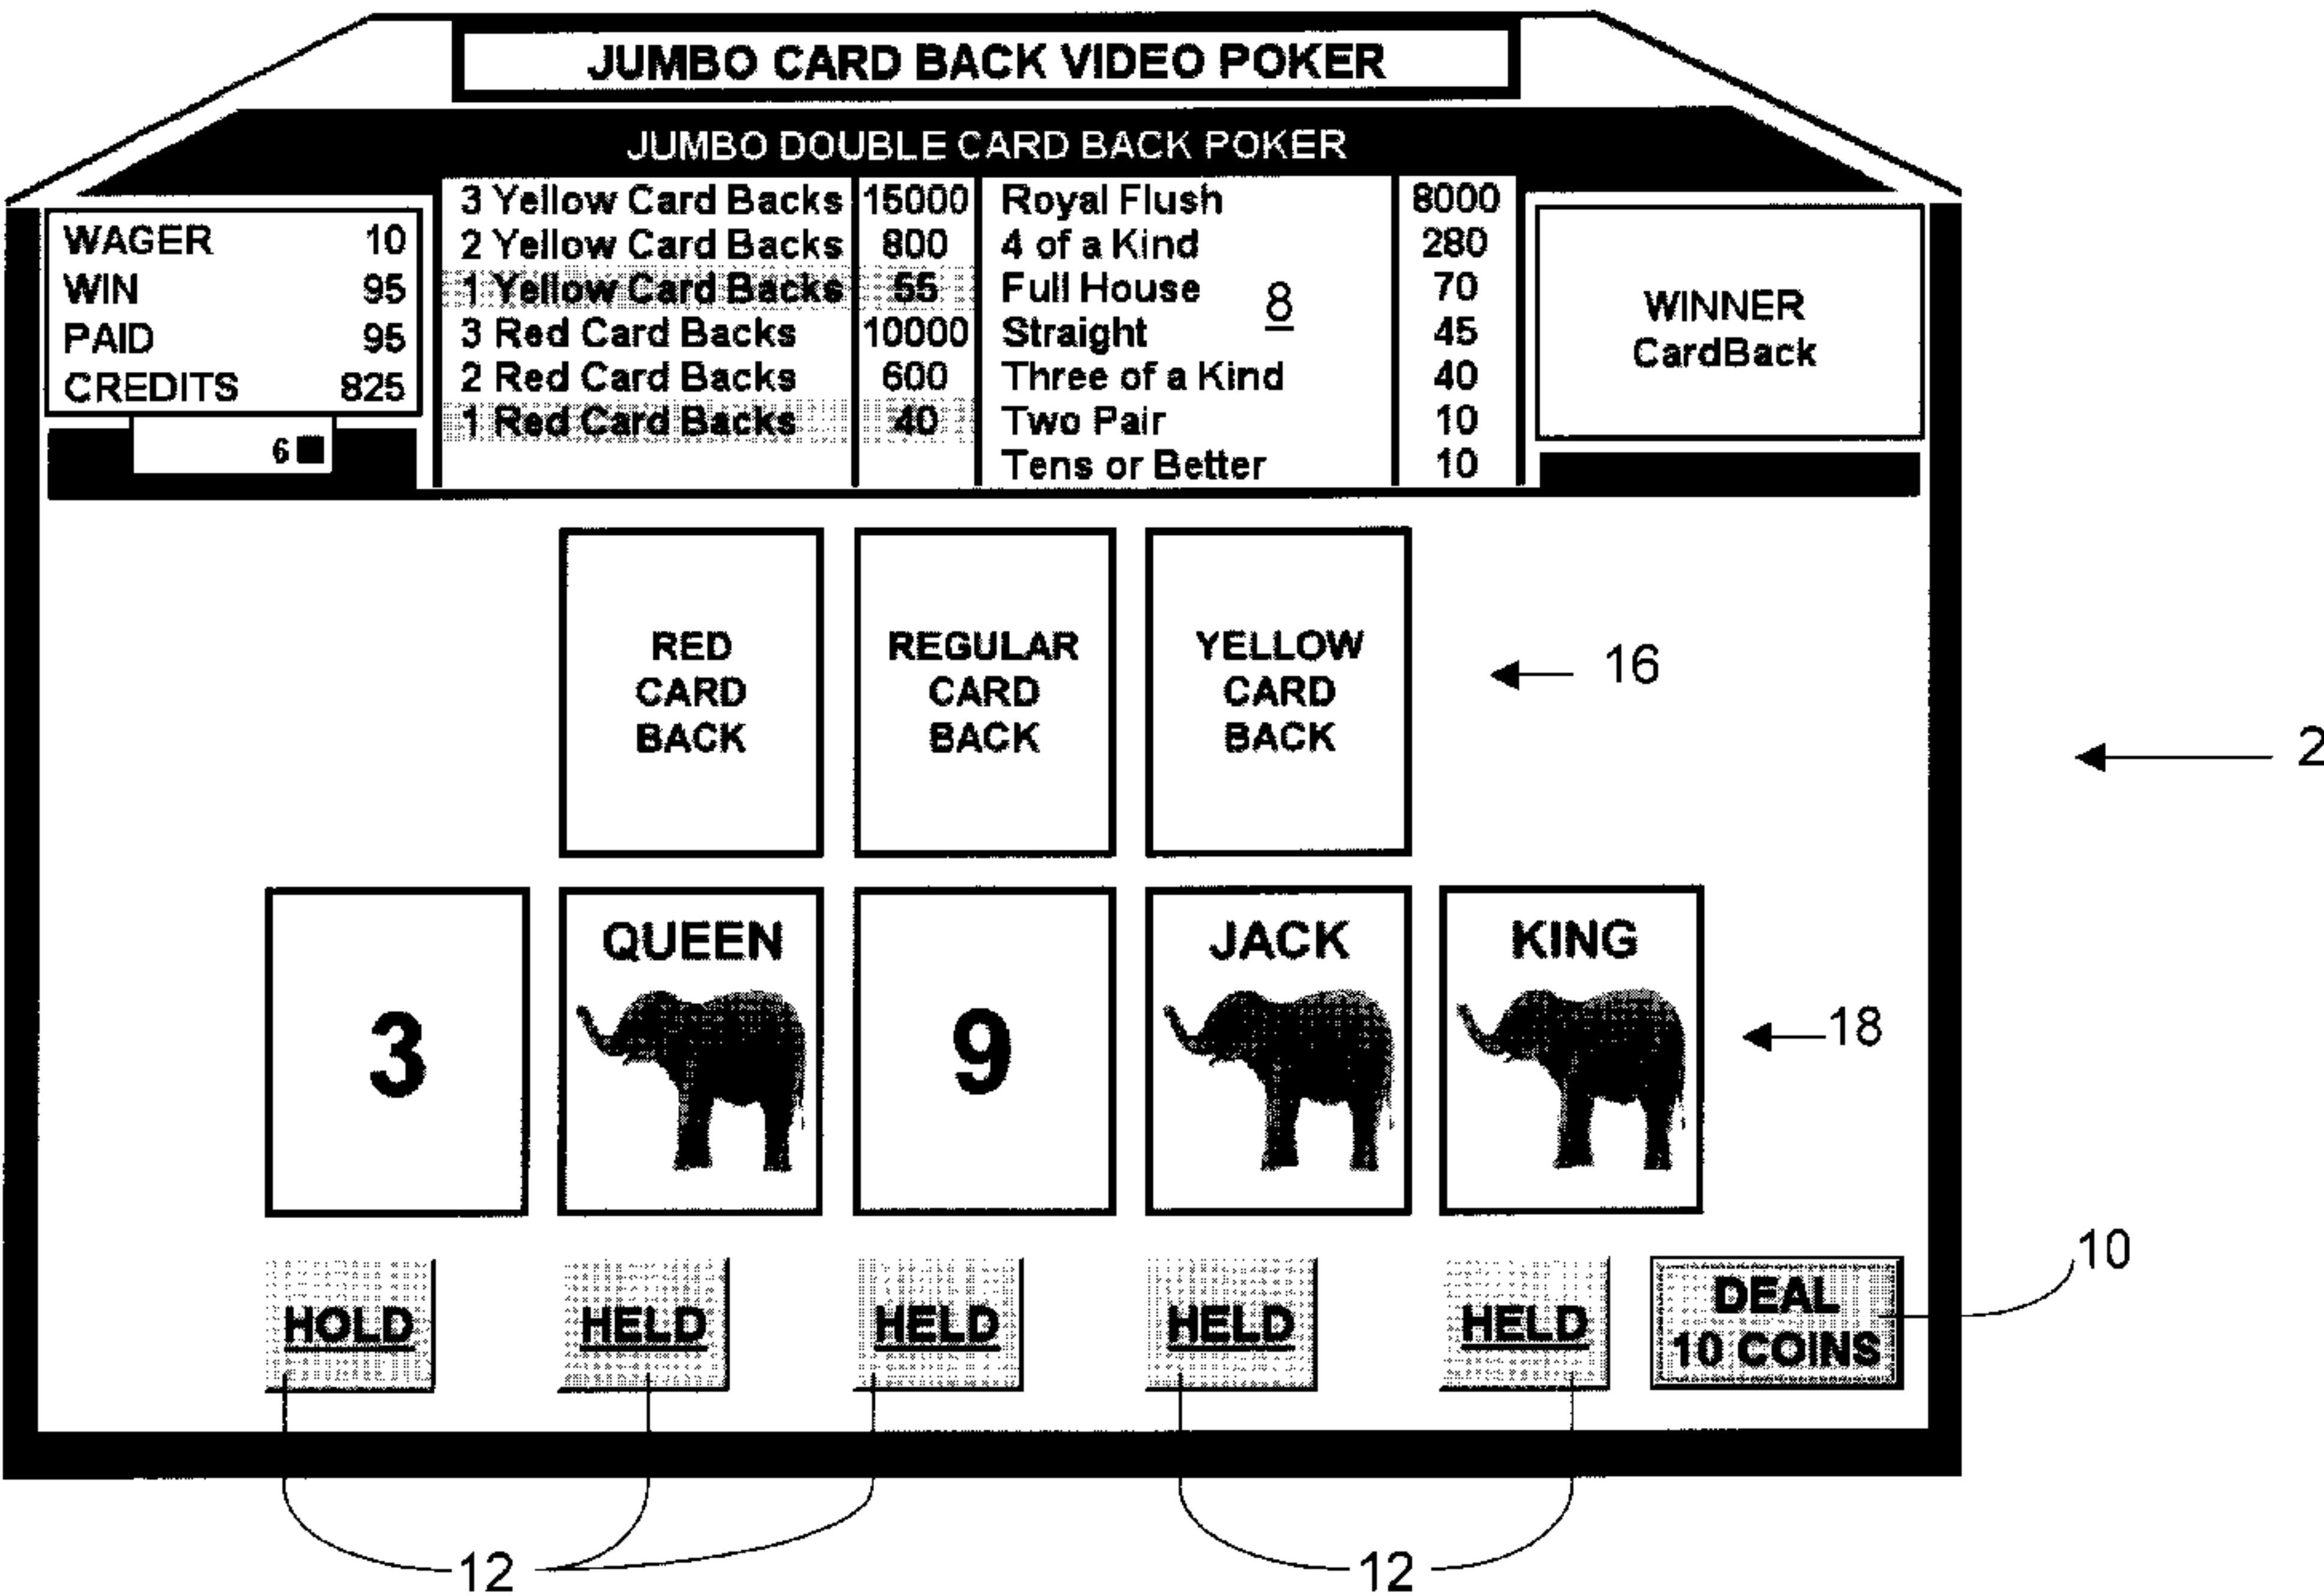 JUMBO CARD BACK VIDEO POKER
JUMBO DOUBLE CARD BACK POKER
WAGER 10
WIN 95
PAID 95
CREDITS 825
6
3 Yellow Card Backs 15000
2 Yellow Card Backs 800
1 Yellow Card Backs 55
3 Red Card Backs 10000
2 Red Card Backs 600
1 Red Card Backs 40
Royal Flush 8000
4 of a Kind 280
Full House 70
Straight 45
Three of a Kind 40
Two Pair 10
Tens or Better 10
8
WINNER
CardBack
RED
CARD
BACK
REGULAR
CARD
BACK
YELLOW
CARD
BACK
16
2
3
QUEEN
9
JACK
KING
18
HOLD
HELD
HELD
HELD
HELD
DEAL
10 COINS
10
12
12